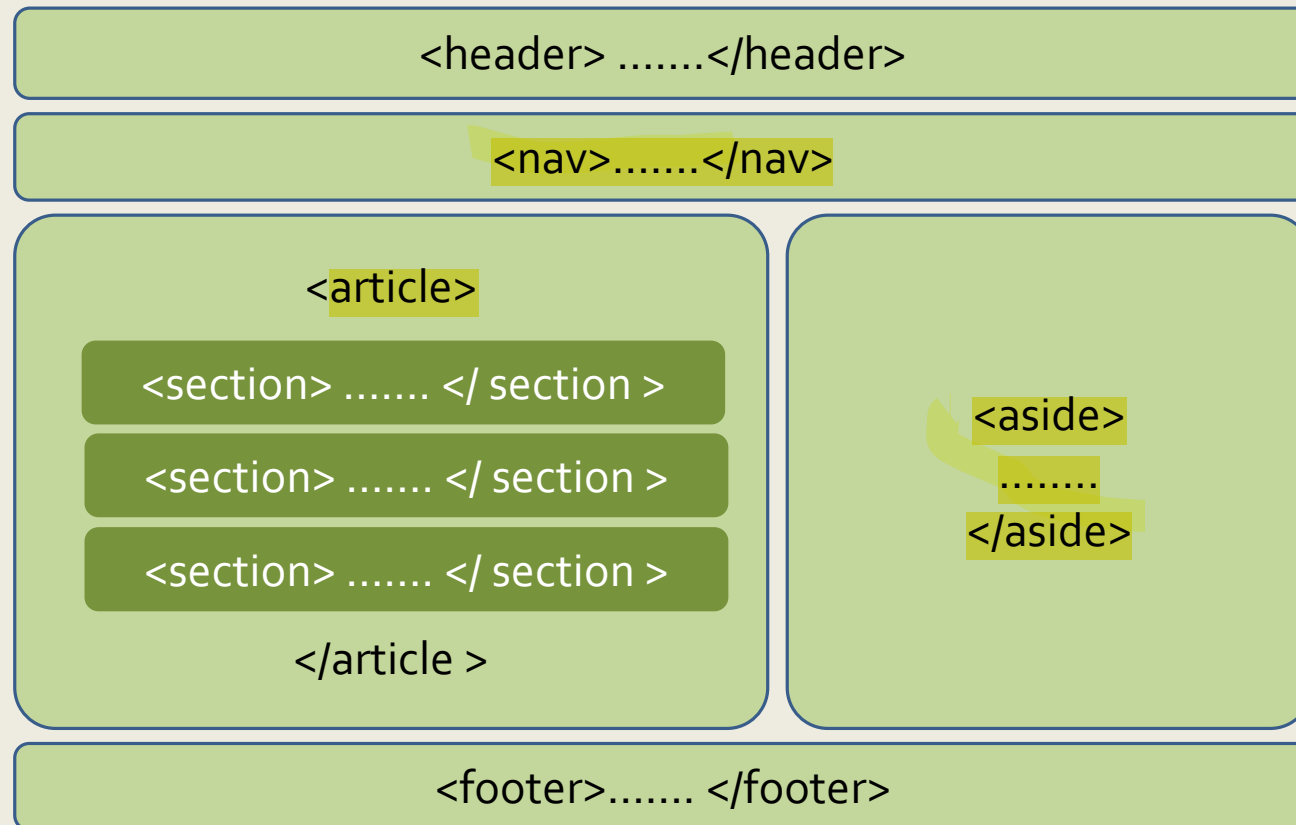 <header> .......</header>
<nav>.......</nav>
<article>
<section> ....... </ section >
<section> ....... </ section >
<section> ....... </ section >
</article >
<aside>
........
</aside>
<footer>....... </footer>